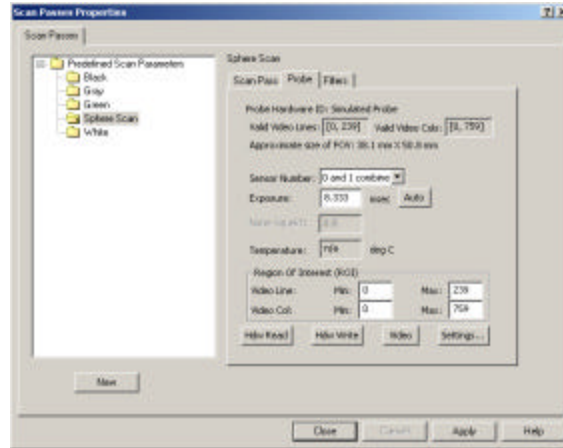 Scan Passes Properties
Scan Passes
Predefined Scan Parameters
Black
Gray
Green
Sphere Scan
White
New
Sphere Scan
Scan Pass Probe Filters
Probe Hardware ID: Simulated Probe
Valid Video Lines: [0, 239] Valid Video Cols: [0, 759]
Approximate size of FOV: 38.1 mm X 50.8 mm
Sensor Number: 0 and 1 combine
Exposure: 8.333 msec Auto
Temperature: n/a deg C
Region Of Interest (ROI)
Video Line: Min: 0 Max: 239
Video Col: Min: 0 Max: 759
Hdw Read Hdw Write Video Settings...
Close Cancel Apply Help